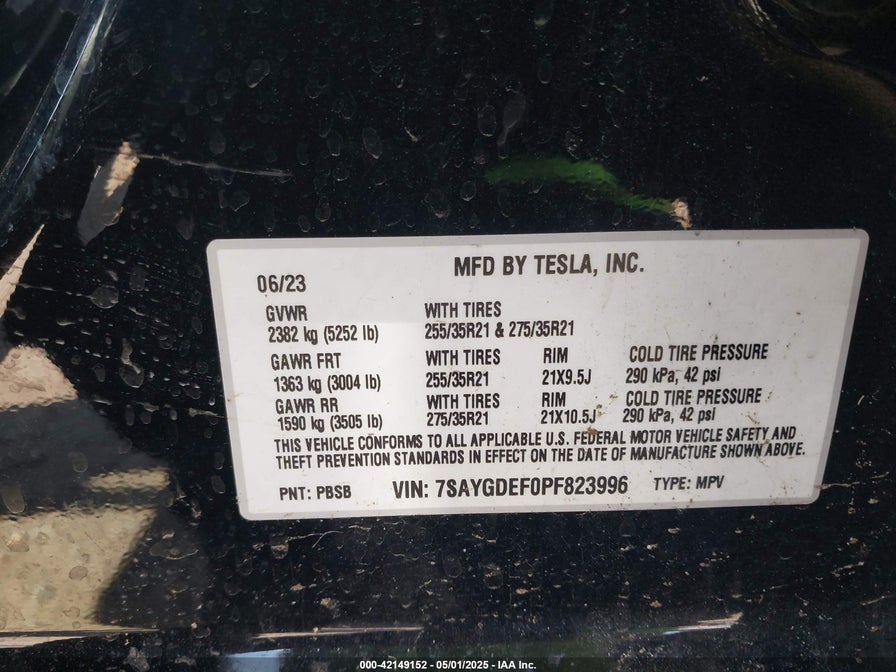 MFD BY TESLA, INC.
06/23
GVWR WITH TIRES
2382 kg (5252 lb) 255/35R21 & 275/35R21
GAWR FRT WITH TIRES RIM COLD TIRE PRESSURE
1363 kg (3004 lb) 255/35R21 21X9.5J 290 kPa, 42 psi
GAWR RR WITH TIRES RIM COLD TIRE PRESSURE
1590 kg (3505 lb) 275/35R21 21X10.5J 290 kPa, 42 psi
THIS VEHICLE CONFORMS TO ALL APPLICABLE U.S. FEDERAL MOTOR VEHICLE SAFETY AND
THEFT PREVENTION STANDARDS IN EFFECT ON THE DATE OF MANUFACTURE SHOWN ABOVE.
PNT: PBSB VIN: 7SAYGDEF0PF823996 TYPE: MPV
000-42149152 - 05/01/2025 - IAA Inc.